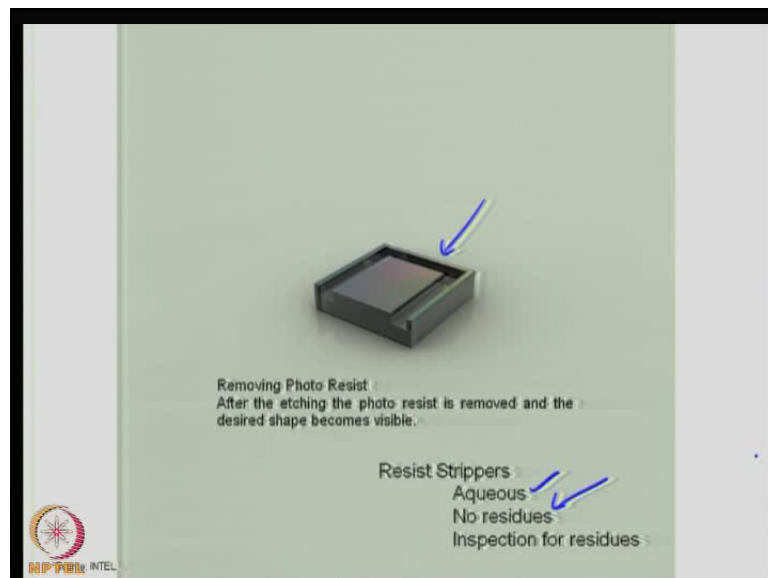 Removing Photo Resist
After the etching the photo resist is removed and the
desired shape becomes visible.
Resist Strippers
Aqueous
No residues
Inspection for residues
NPTEL
INTEL